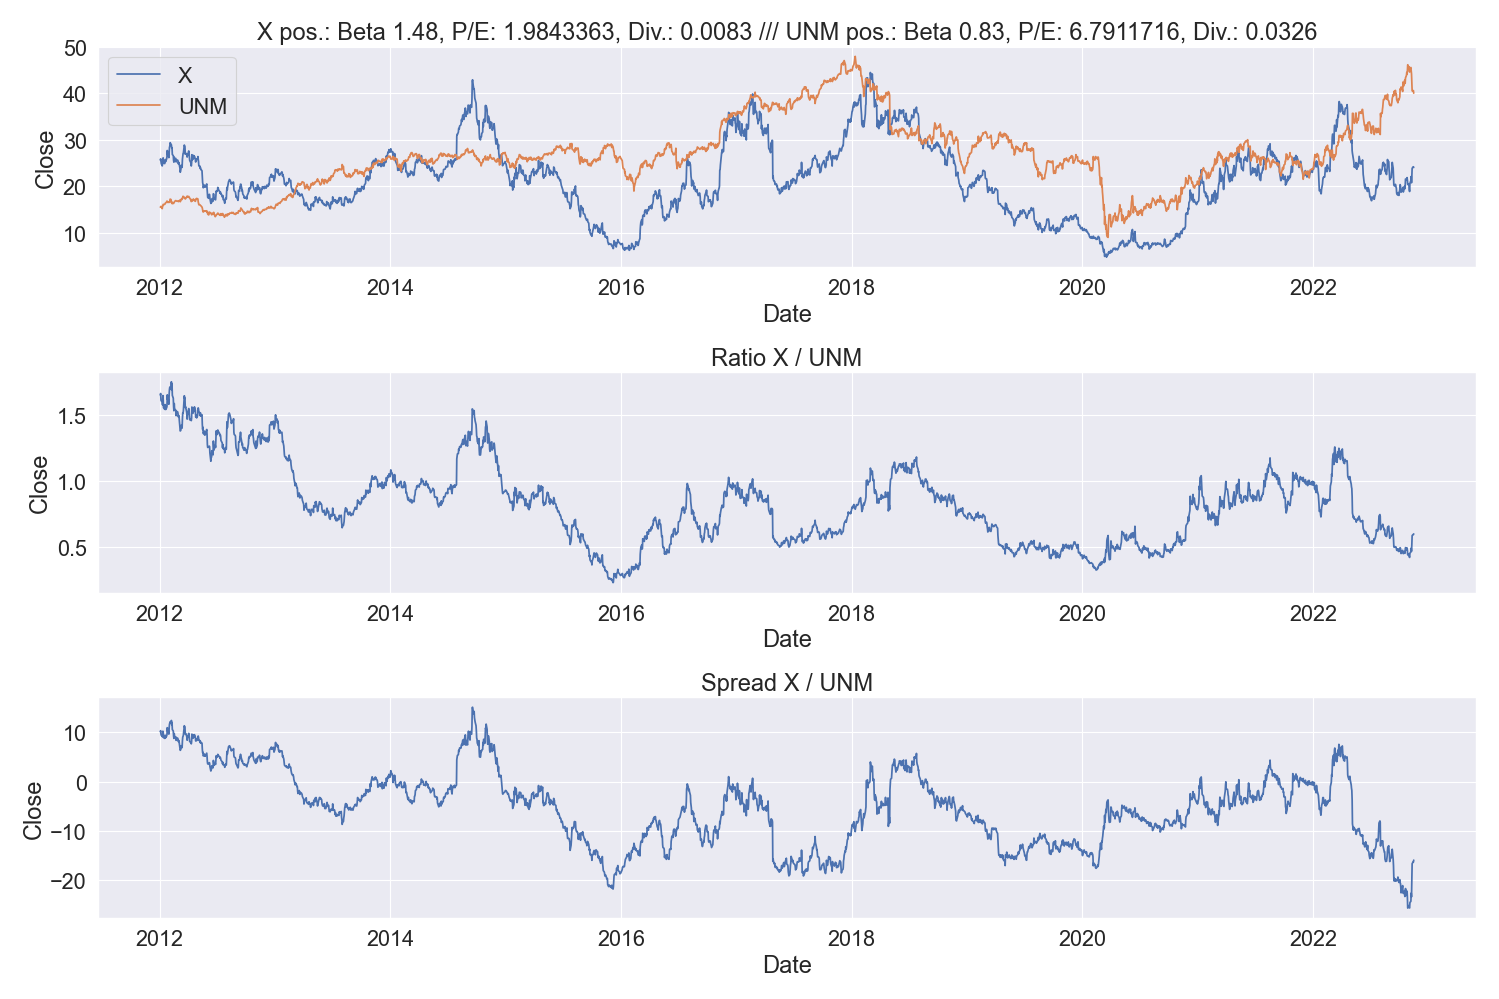 X pos.: Beta 1.48, P/E: 1.9843363, Div.: 0.0083 /// UNM pos.: Beta 0.83, P/E: 6.7911716, Div.: 0.0326
X
UNM
Close
50
40
30
20
10
2012 2014 2016 2018 2020 2022
Date
Ratio X / UNM
Close
1.5
1.0
0.5
2012 2014 2016 2018 2020 2022
Date
Spread X / UNM
Close
10
0
−10
−20
2012 2014 2016 2018 2020 2022
Date